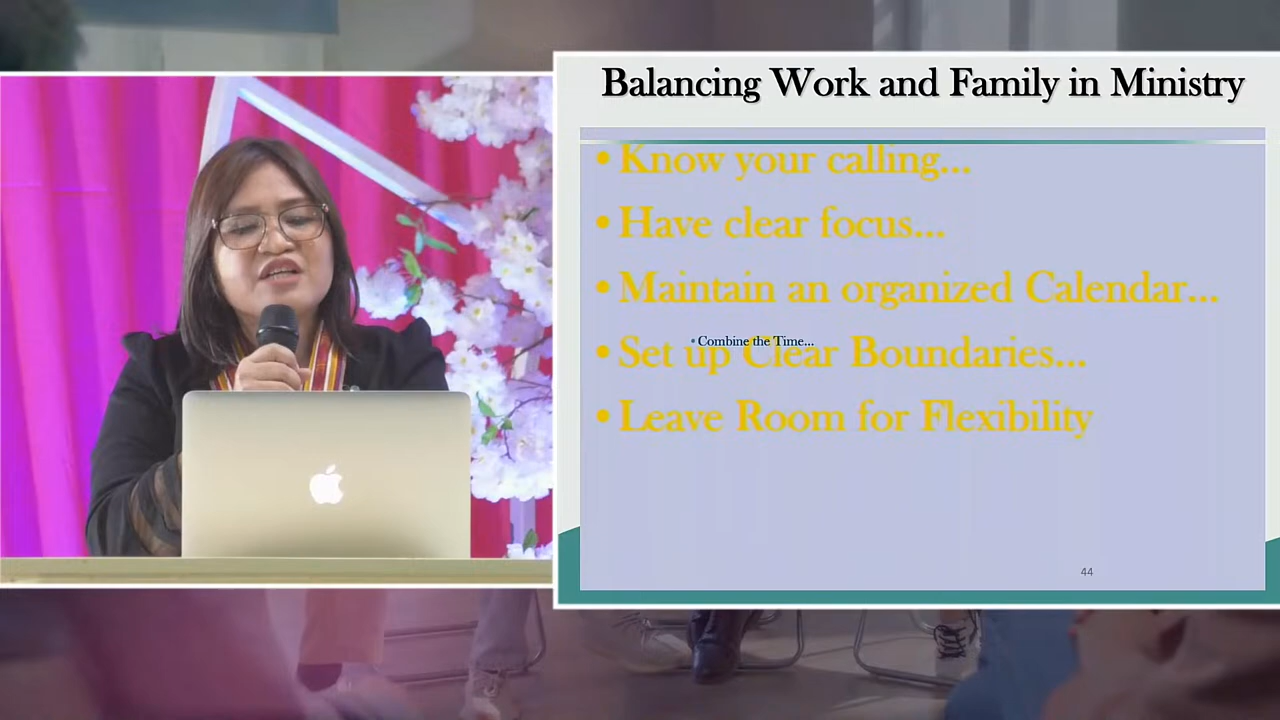 Balancing Work and Family in Ministry
• Know your calling...
• Have clear focus...
• Maintain an organized Calendar...
• Combine the Time...
• Set up Clear Boundaries...
• Leave Room for Flexibility
44